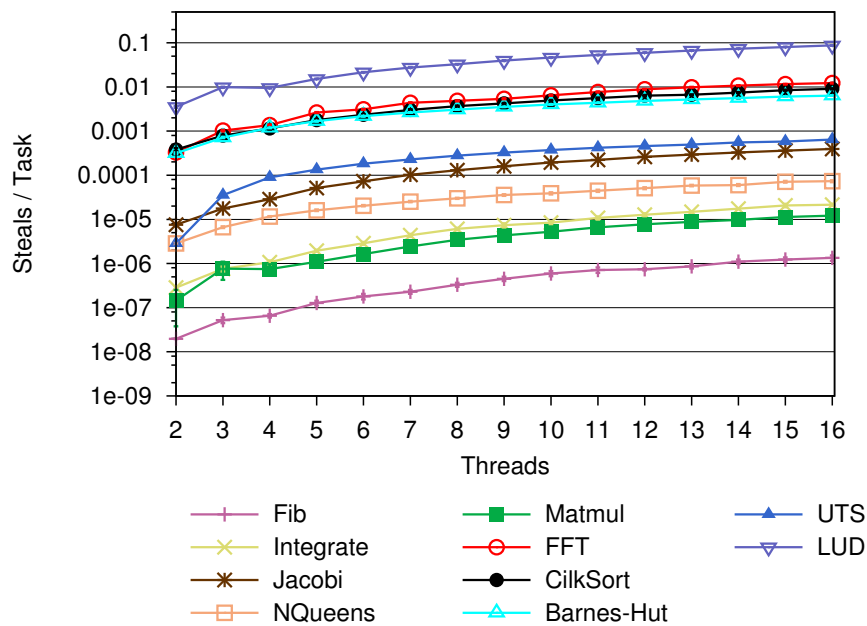 0.1
0.01
0.001
0.0001
1e-05
1e-06
1e-07
1e-08
1e-09
Steals / Task
2 3 4 5 6 7 8 9 10 11 12 13 14 15 16
Threads
Fib Matmul UTS
Integrate FFT LUD
Jacobi CilkSort
NQueens Barnes-Hut